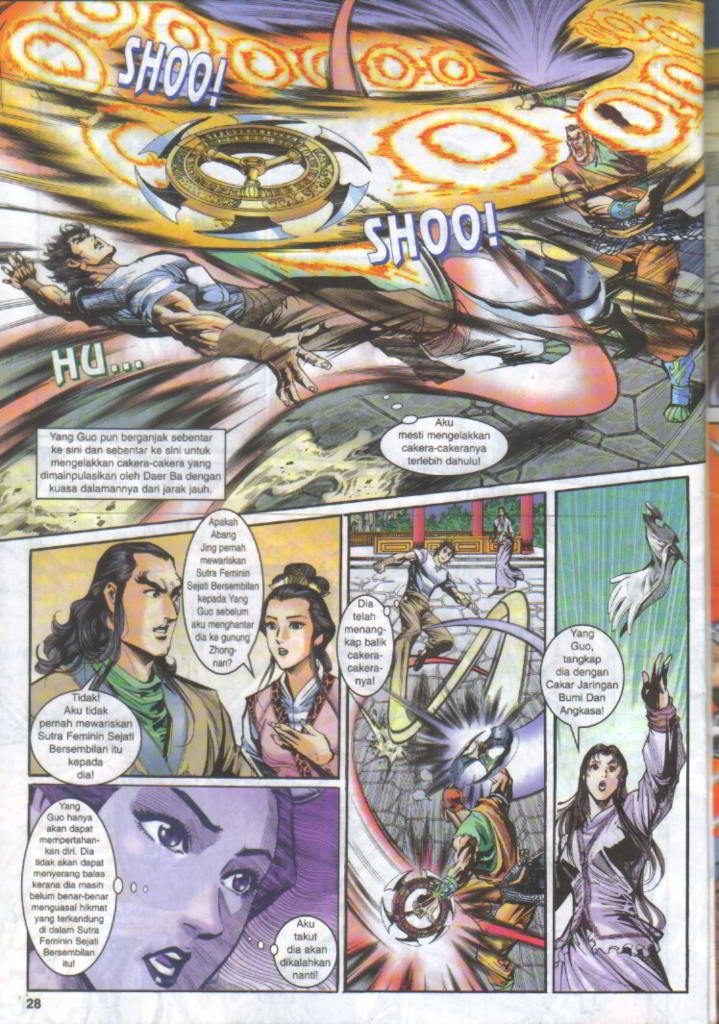 SHOO!
SHOO!
HU...
Yang Guo pun berganjak sebentar
ke sini dan sebentar ke sini untuk
mengelakkan cakera-cakera yang
dimainpulasikan oleh Daer Ba dengan
kuasa dalamannya dari jarak jauh.
Aku
mesti mengelakkan
cakera-cakeranya
terlebih dahulu!
Apakah
Abang
Jing pernah
mewariskan
Sutra Feminin
Sejati Bersembilan
kepada Yang
Guo sebelum
aku menghantar
dia ke gunung
Zhong-
nan?
Tidak!
Aku tidak
pernah mewariskan
Sutra Feminin Sejati
Bersembilan itu
kepada
dia!
Dia
telah
menang-
kap balik
cakera-
cakera-
nya!
Yang
Guo,
tangkap
dia dengan
Cakar Jaringan
Bumi Dan
Angkasa!
Yang
Guo hanya
akan dapat
mempertahan-
kan diri. Dia
tidak akan dapat
menyerang balas
kerana dia masih
belum benar-benar
menguasai hikmat
yang terkandung
di dalam Sutra
Feminin Sejati
Bersembilan
itu!
Aku
takut
dia akan
dikalahkan
nanti!
28